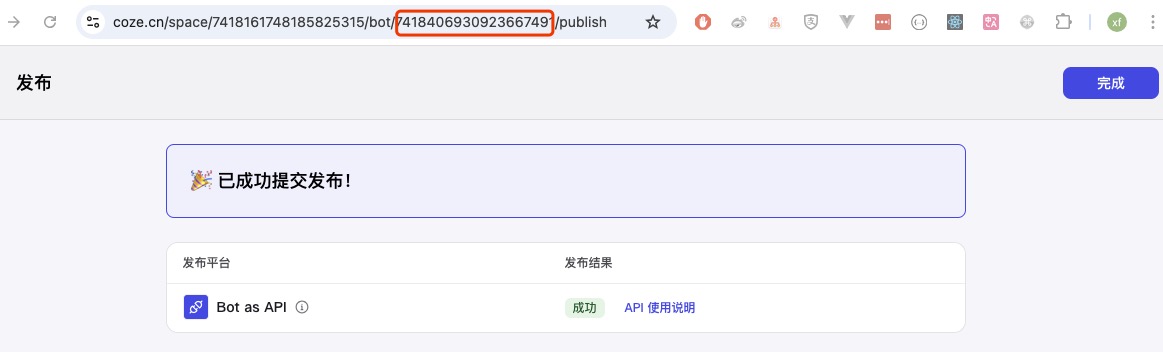 coze.cn/space/7418161748185825315/bot/7418406930923667491/publish
xf
发布
完成
🎉 已成功提交发布！
发布平台
发布结果
Bot as API
成功
API 使用说明